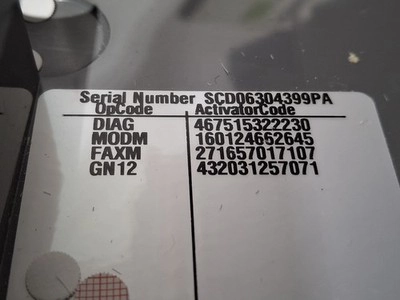 Serial Number SCD06304399PA
OpCode ActivatorCode
DIAG 467515322230
MODM 160124662645
FAXM 271657017107
GN12 432031257071